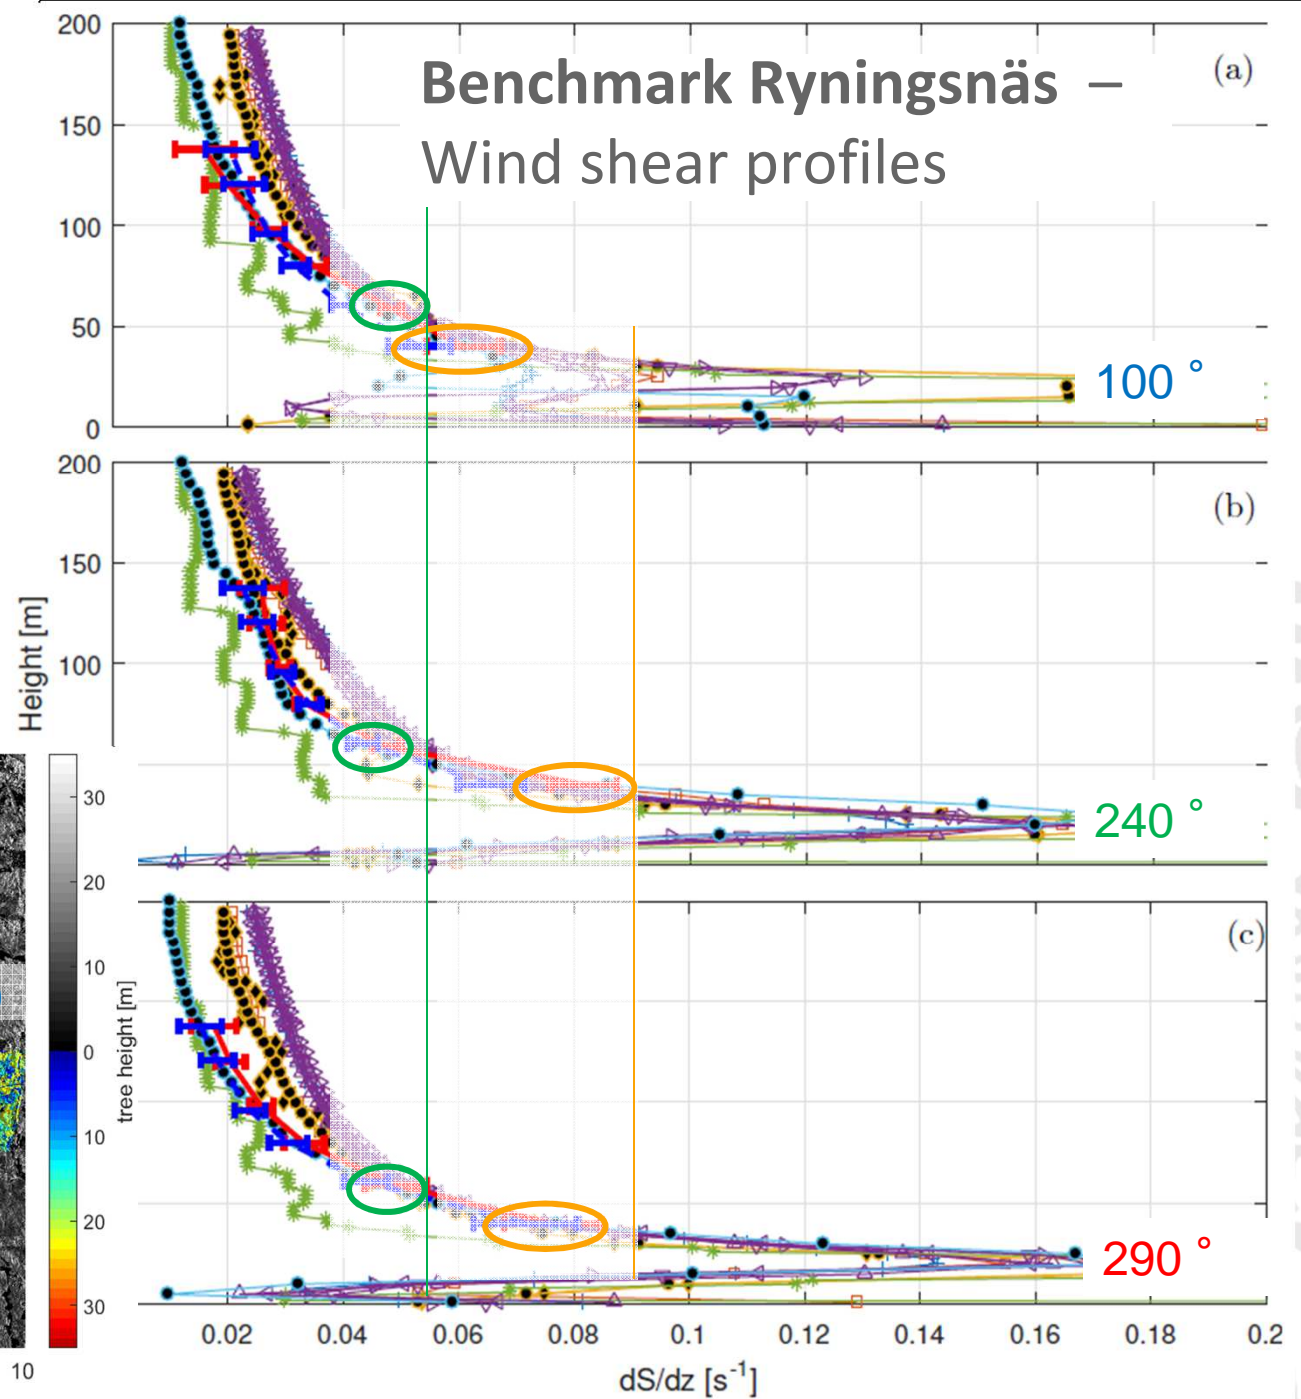 Benchmark Ryningsnäs –
Wind shear profiles
(a)
200
150
100
50
0
100 °
(b)
200
150
100
240 °
Height [m]
(c)
290 °
30
20
10
0
10
20
30
tree height [m]
10
0.02 0.04 0.06 0.08 0.1 0.12 0.14 0.16 0.18 0.2
dS/dz [s⁻¹]